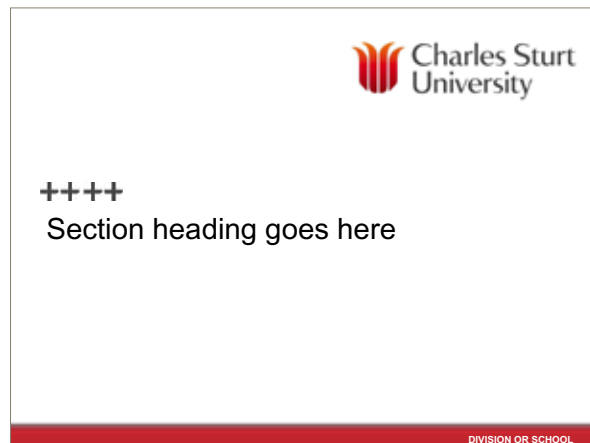 Charles Sturt
University
++++
Section heading goes here
DIVISION OR SCHOOL